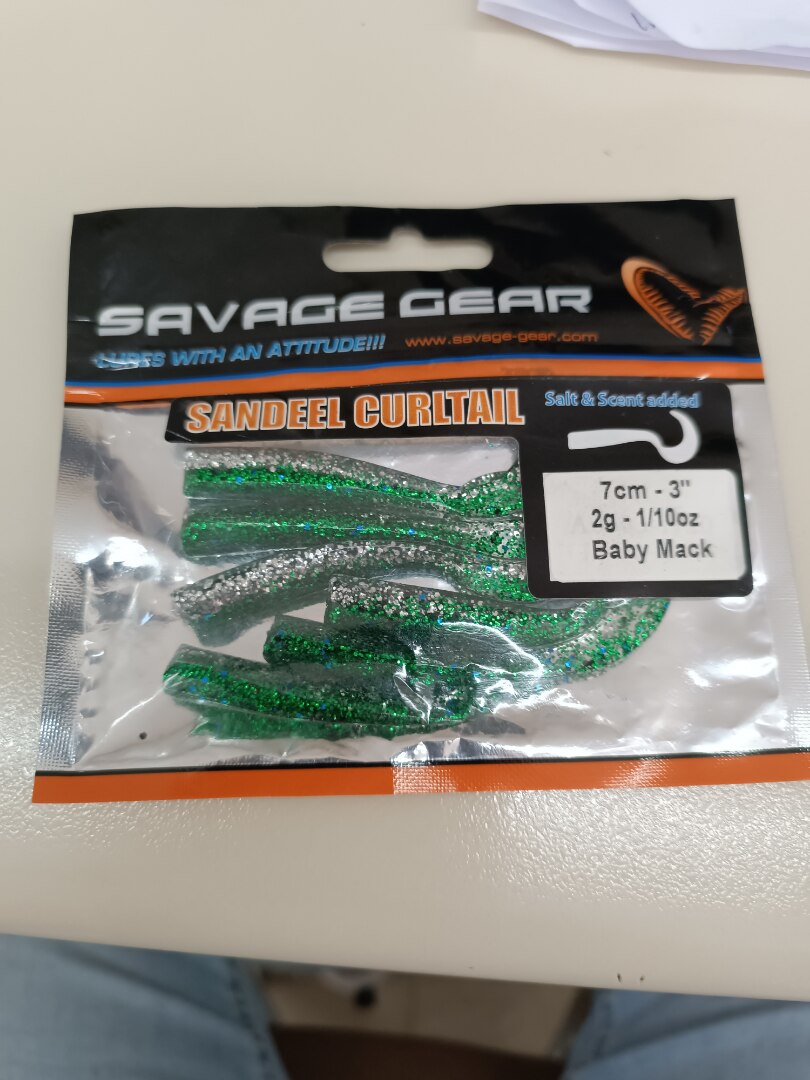 SAVAGE GEAR
LURES WITH AN ATTITUDE!!!
www.savage-gear.com
SANDEEL CURLTAIL
Salt & Scent added
7cm - 3"
2g - 1/10oz
Baby Mack